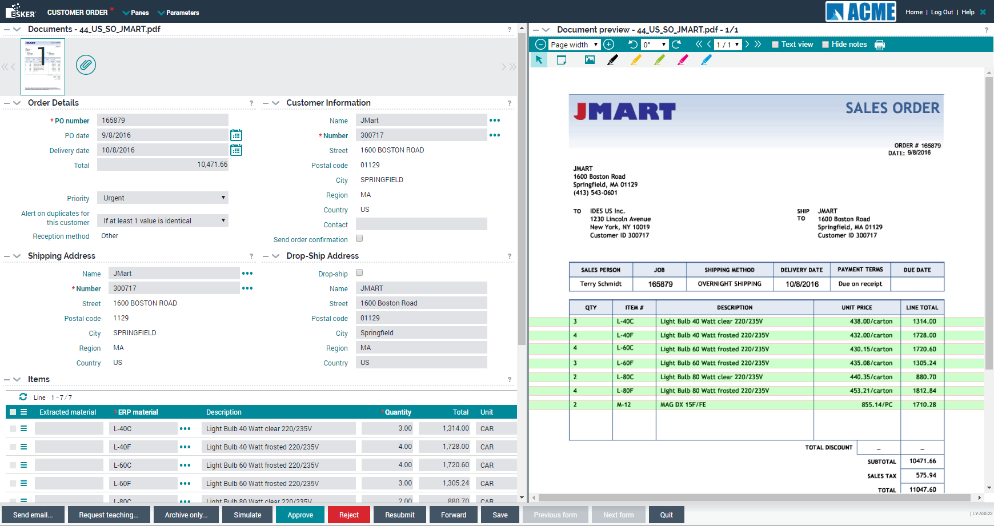 ESKER
CUSTOMER ORDER * Panes Parameters
ACME
Home | Log Out | Help
Documents - 44_US_SO_JMART.pdf
1
Order Details ?
* PO number 165879
PO date 9/8/2016
Delivery date 10/8/2016
Total 10,471.66
Priority Urgent
Alert on duplicates for this customer If at least 1 value is identical
Reception method Other
Customer Information ?
Name JMart
* Number 300717
Street 1600 BOSTON ROAD
Postal code 01129
City SPRINGFIELD
Region MA
Country US
Contact
Send order confirmation
Shipping Address ?
Name JMart
* Number 300717
Street 1600 BOSTON ROAD
Postal code 1129
City SPRINGFIELD
Region MA
Country US
Drop-Ship Address ?
Drop-ship
Name JMART
Street 1600 Boston Road
Postal code 01129
City Springfield
Region MA
Country US
Items ?
Line 1 -7 / 7
Extracted material * ERP material Description * Quantity Total Unit
L-40C Light Bulb 40 Watt clear 220/235V 3.00 1,314.00 CAR
L-40F Light Bulb 40 Watt frosted 220/235V 4.00 1,728.00 CAR
L-60C Light Bulb 60 Watt clear 220/235V 4.00 1,720.60 CAR
L-60F Light Bulb 60 Watt frosted 220/235V 3.00 1,305.24 CAR
L-80C Light Bulb 80 Watt clear 220/235V 2.00 880.70 CAR
Document preview - 44_US_SO_JMART.pdf - 1/1 ?
Page width 0° 1 / 1 Text view Hide notes
JMART
SALES ORDER
ORDER # 165879
DATE: 9/8/2016
JMART
1600 Boston Road
Springfield, MA 01129
(413) 543-0601
TO IDES US Inc.
1230 Lincoln Avenue
New York, NY 10019
Customer ID 300717
SHIP TO JMART
1600 Boston Road
Springfield, MA 01129
Customer ID 300717
SALES PERSON JOB SHIPPING METHOD DELIVERY DATE PAYMENT TERMS DUE DATE
Terry Schmidt 165879 OVERNIGHT SHIPPING 10/8/2016 Due on receipt
QTY ITEM # DESCRIPTION UNIT PRICE LINE TOTAL
3 L-40C Light Bulb 40 Watt clear 220/235V 438.00/carton 1314.00
4 L-40F Light Bulb 40 Watt frosted 220/235V 432.00/carton 1728.00
4 L-60C Light Bulb 60 Watt clear 220/235V 430.15/carton 1720.60
3 L-60F Light Bulb 60 Watt frosted 220/235V 435.08/carton 1305.24
2 L-80C Light Bulb 80 Watt clear 220/235V 440.35/carton 880.70
4 L-80F Light Bulb 80 Watt frosted 220/235V 453.21/carton 1812.84
2 M-12 MAG DX 15F/FE 855.14/PC 1710.28
TOTAL DISCOUNT _ _
SUBTOTAL 10471.66
SALES TAX 575.94
TOTAL 11047.60
Send email... Request teaching... Archive only... Simulate Approve Reject Resubmit Forward Save Previous form Next form Quit